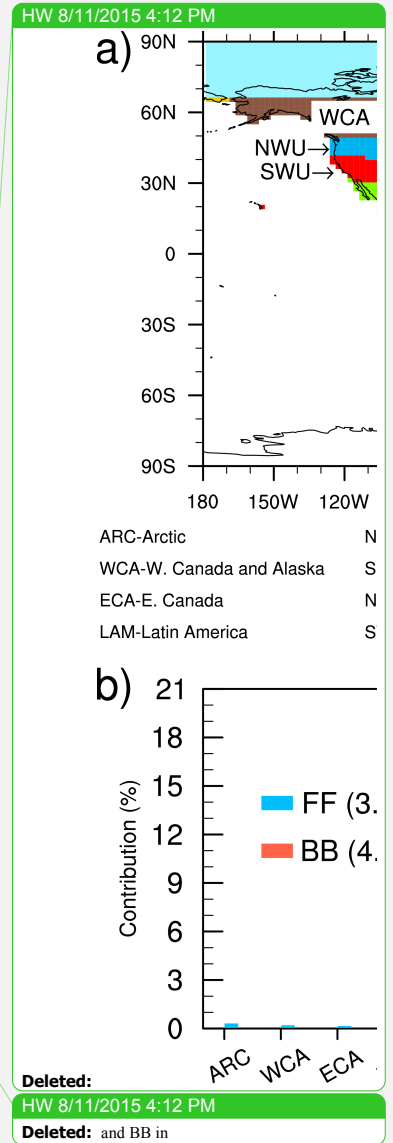 HW 8/11/2015 4:12 PM
a)
90N
60N
30N
0
30S
60S
90S
WCA
NWU→
SWU→
180 150W 120W
ARC-Arctic N
WCA-W. Canada and Alaska S
ECA-E. Canada N
LAM-Latin America S
b)
21
18
15
12
9
6
3
0
Contribution (%)
FF (3.
BB (4.
ARC WCA ECA
Deleted:
HW 8/11/2015 4:12 PM
Deleted: and BB in